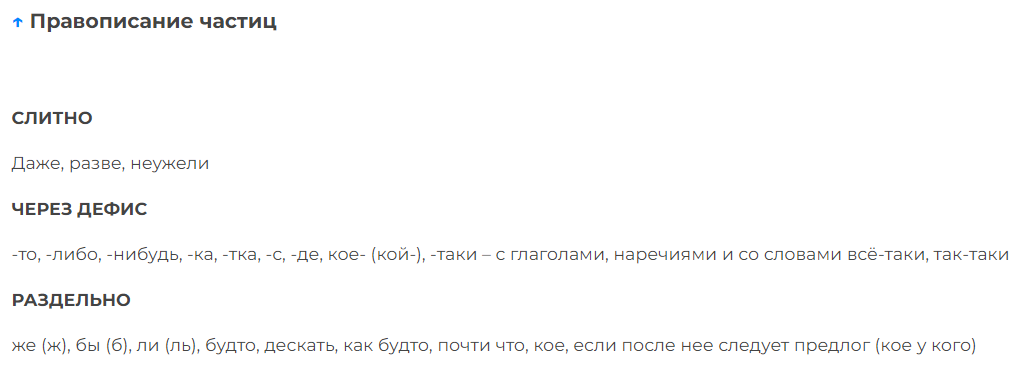 ↑ Правописание частиц
СЛИТНО
Даже, разве, неужели
ЧЕРЕЗ ДЕФИС
-то, -либо, -нибудь, -ка, -тка, -с, -де, кое- (кой-), -таки – с глаголами, наречиями и со словами всё-таки, так-таки
РАЗДЕЛЬНО
же (ж), бы (б), ли (ль), будто, дескать, как будто, почти что, кое, если после нее следует предлог (кое у кого)